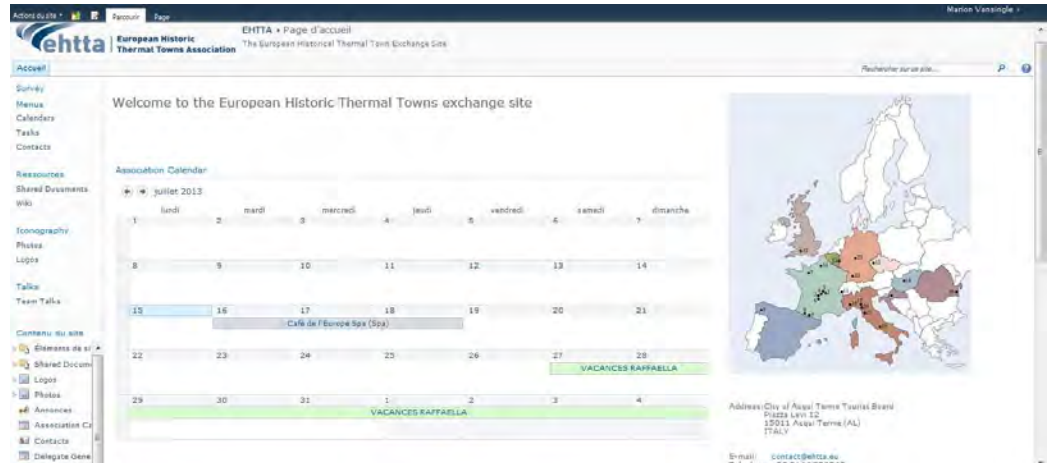 Actions du site
Parcourir
Page
Marion Vansingle
ehtta
European Historic
Thermal Towns Association
EHTTA ▸ Page d'accueil
The European Historical Thermal Town Exchange Site
Accueil
Rechercher sur ce site...
Survey
Menus
Calendars
Tasks
Contacts
Ressources
Shared Documents
Wiki
Iconography
Photos
Logos
Talks
Team Talks
Contenu du site
Eléments de si
Shared Docum
Logos
Photos
Annonces
Association Ca
Contacts
Delegate Gene
Welcome to the European Historic Thermal Towns exchange site
Association Calendar
juillet 2013
lundi mardi mercredi jeudi vendredi samedi dimanche
1 2 3 4 5 6 7
8 9 10 11 12 13 14
15 16 17 18 19 20 21
Café de l'Europe Spa (Spa)
22 23 24 25 26 27 28
VACANCES RAFFAELLA
29 30 31 1 2 3 4
VACANCES RAFFAELLA
Address: City of Acqui Terme Tourist Board
Piazza Levi 12
15011 Acqui Terme (AL)
ITALY
E-mail: contact@ehtta.eu